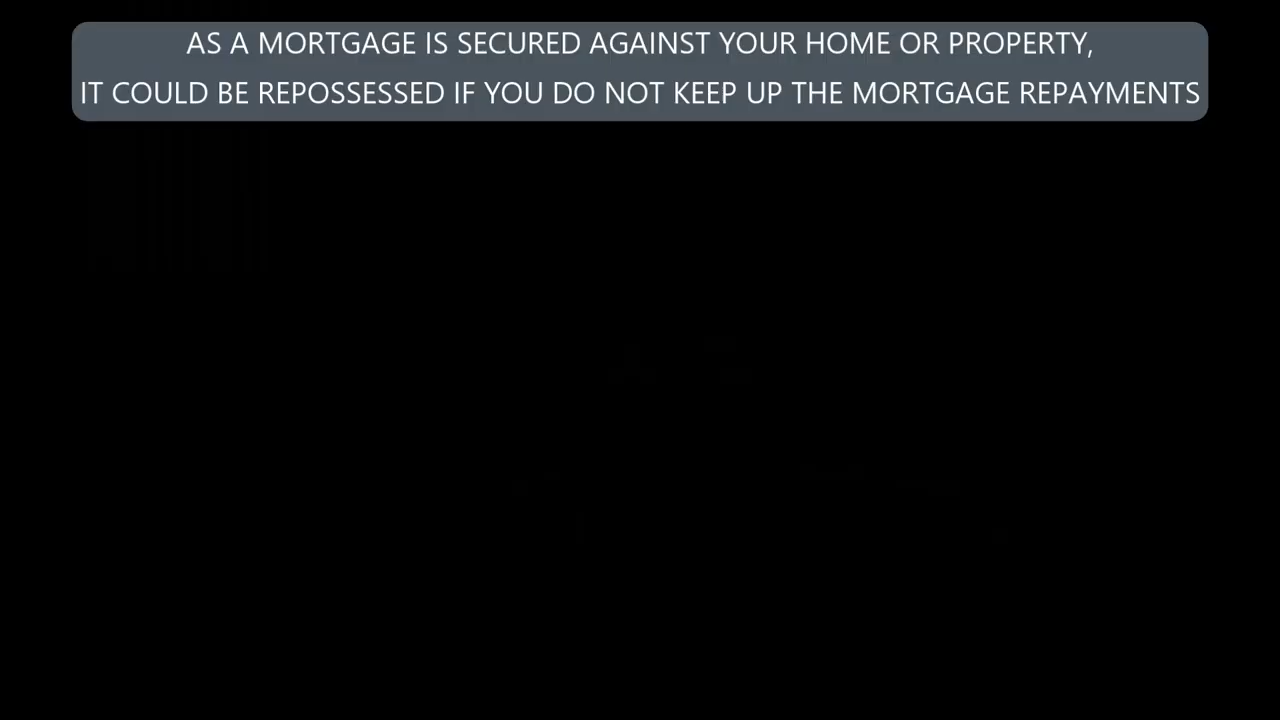 AS A MORTGAGE IS SECURED AGAINST YOUR HOME OR PROPERTY,
IT COULD BE REPOSSESSED IF YOU DO NOT KEEP UP THE MORTGAGE REPAYMENTS